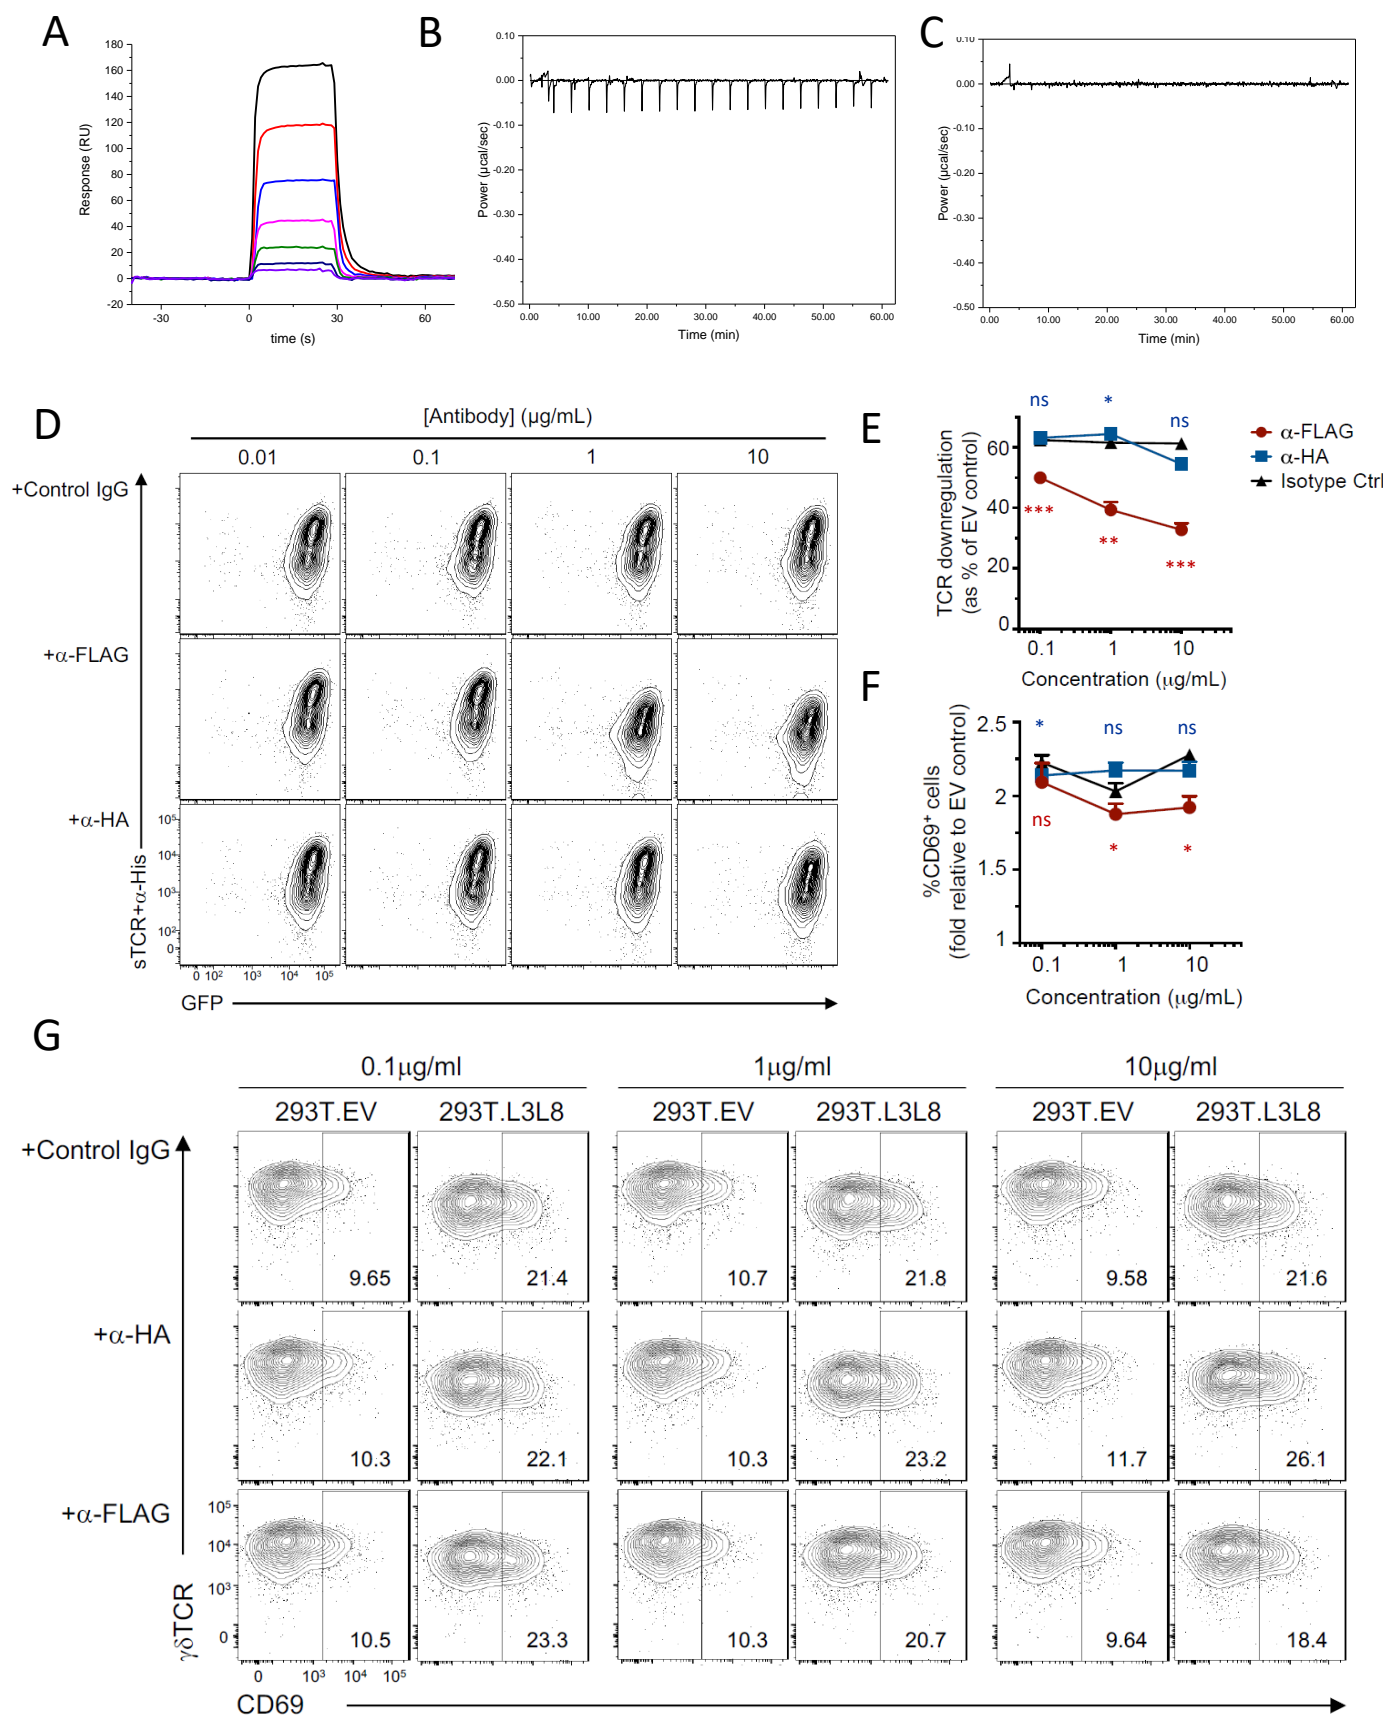 A
180
160
140
120
100
80
60
40
20
0
-20
Response (RU)
-30
0
30
60
time (s)
B
0.10
0.00
-0.10
-0.20
-0.30
-0.40
-0.50
Power (µcal/sec)
0.00
10.00
20.00
30.00
40.00
50.00
60.00
Time (min)
C
0.10
0.00
-0.10
-0.20
-0.30
-0.40
-0.50
Power (µcal/sec)
0.00
10.00
20.00
30.00
40.00
50.00
60.00
Time (min)
D
[Antibody] (µg/mL)
0.01
0.1
1
10
+Control IgG
+α-FLAG
+α-HA
10⁵
10⁴
10³
10²
0
sTCR+α-His
0 10² 10³ 10⁴ 10⁵
GFP
E
ns
*
ns
***
**
***
60
40
20
0
TCR downregulation
(as % of EV control)
0.1
1
10
Concentration (µg/mL)
α-FLAG
α-HA
Isotype Ctrl
F
2.5
2
1.5
1
*
ns
ns
ns
*
*
%CD69⁺ cells
(fold relative to EV control)
0.1
1
10
Concentration (µg/mL)
G
0.1µg/ml
1µg/ml
10µg/ml
293T.EV
293T.L3L8
293T.EV
293T.L3L8
293T.EV
293T.L3L8
+Control IgG
9.65
21.4
10.7
21.8
9.58
21.6
+α-HA
10.3
22.1
10.3
23.2
11.7
26.1
+α-FLAG
10.5
23.3
10.3
20.7
9.64
18.4
10⁵
10⁴
10³
0
γδTCR
0 10³ 10⁴ 10⁵
CD69